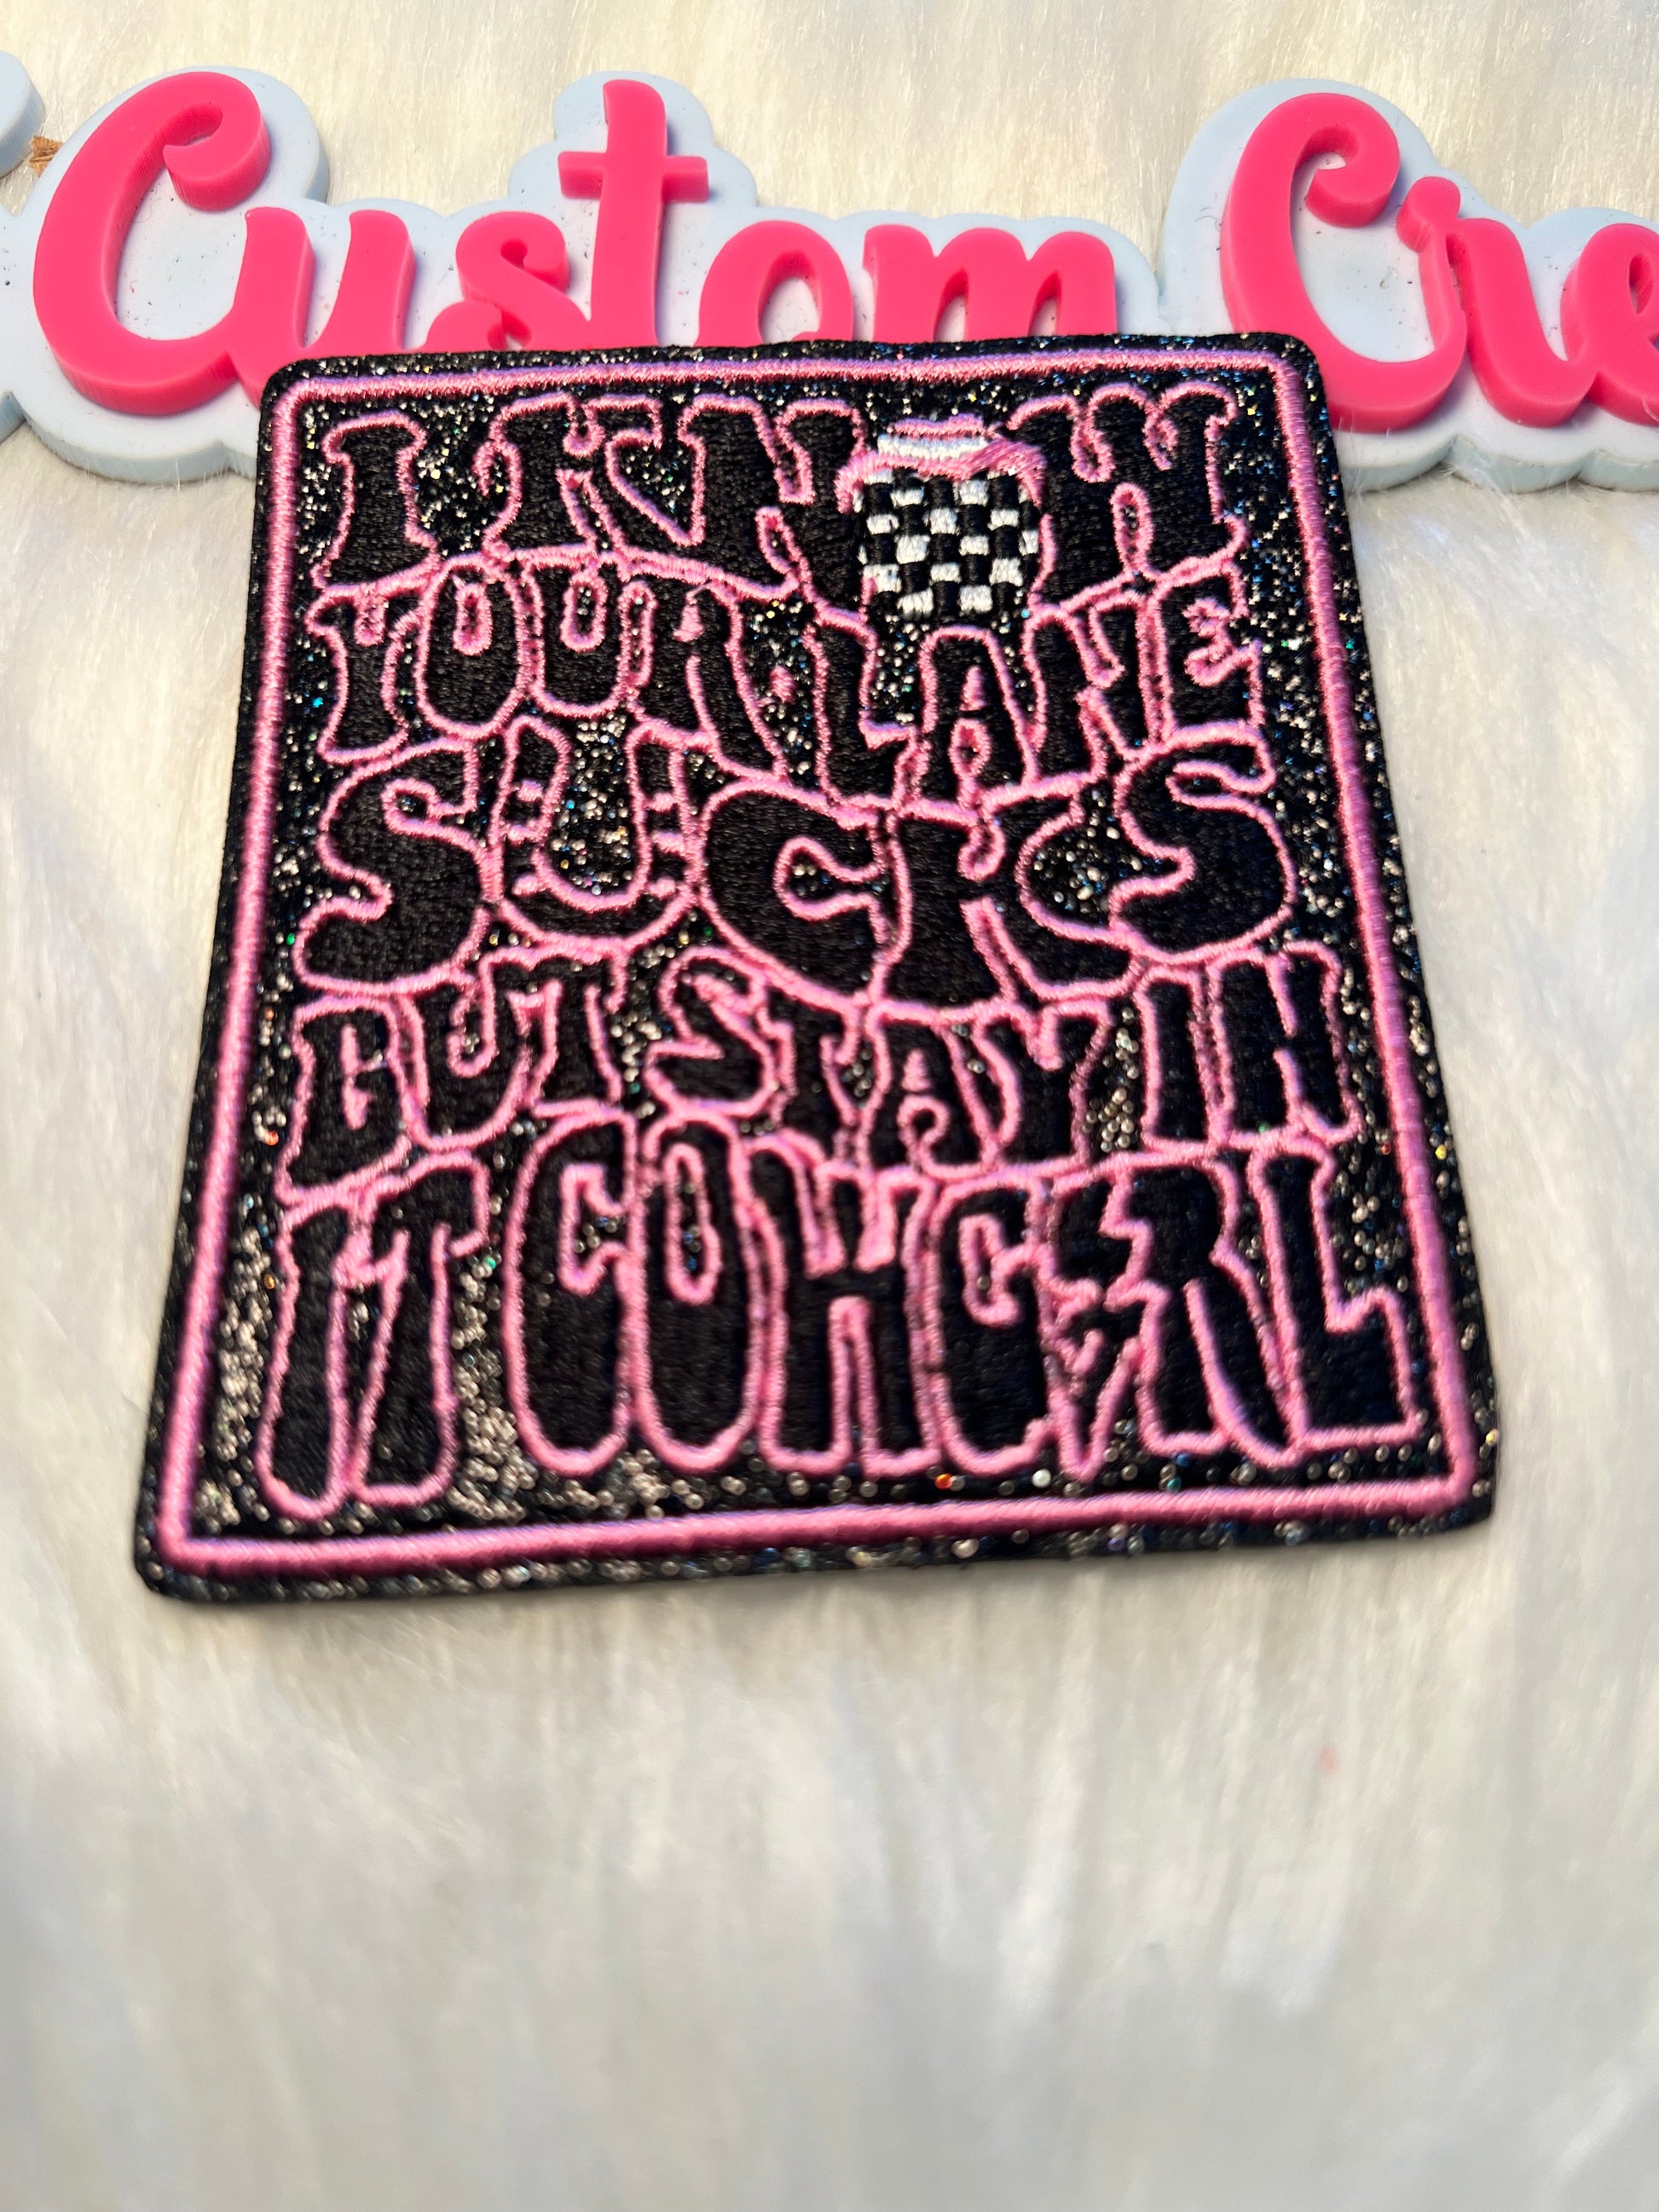 Custom Cre
I KNOW
YOUR LANE
SUCKS
BUT STAY IN
IT COWGIRL